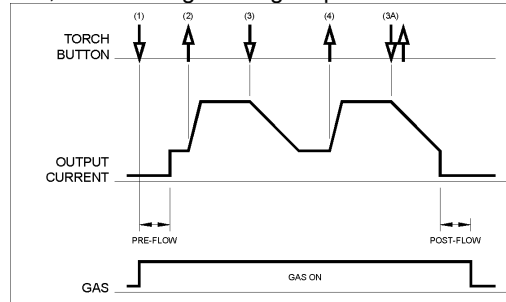 (1) (2) (3) (4) (3A)
TORCH
BUTTON
OUTPUT
CURRENT
PRE-FLOW POST-FLOW
GAS ON
GAS